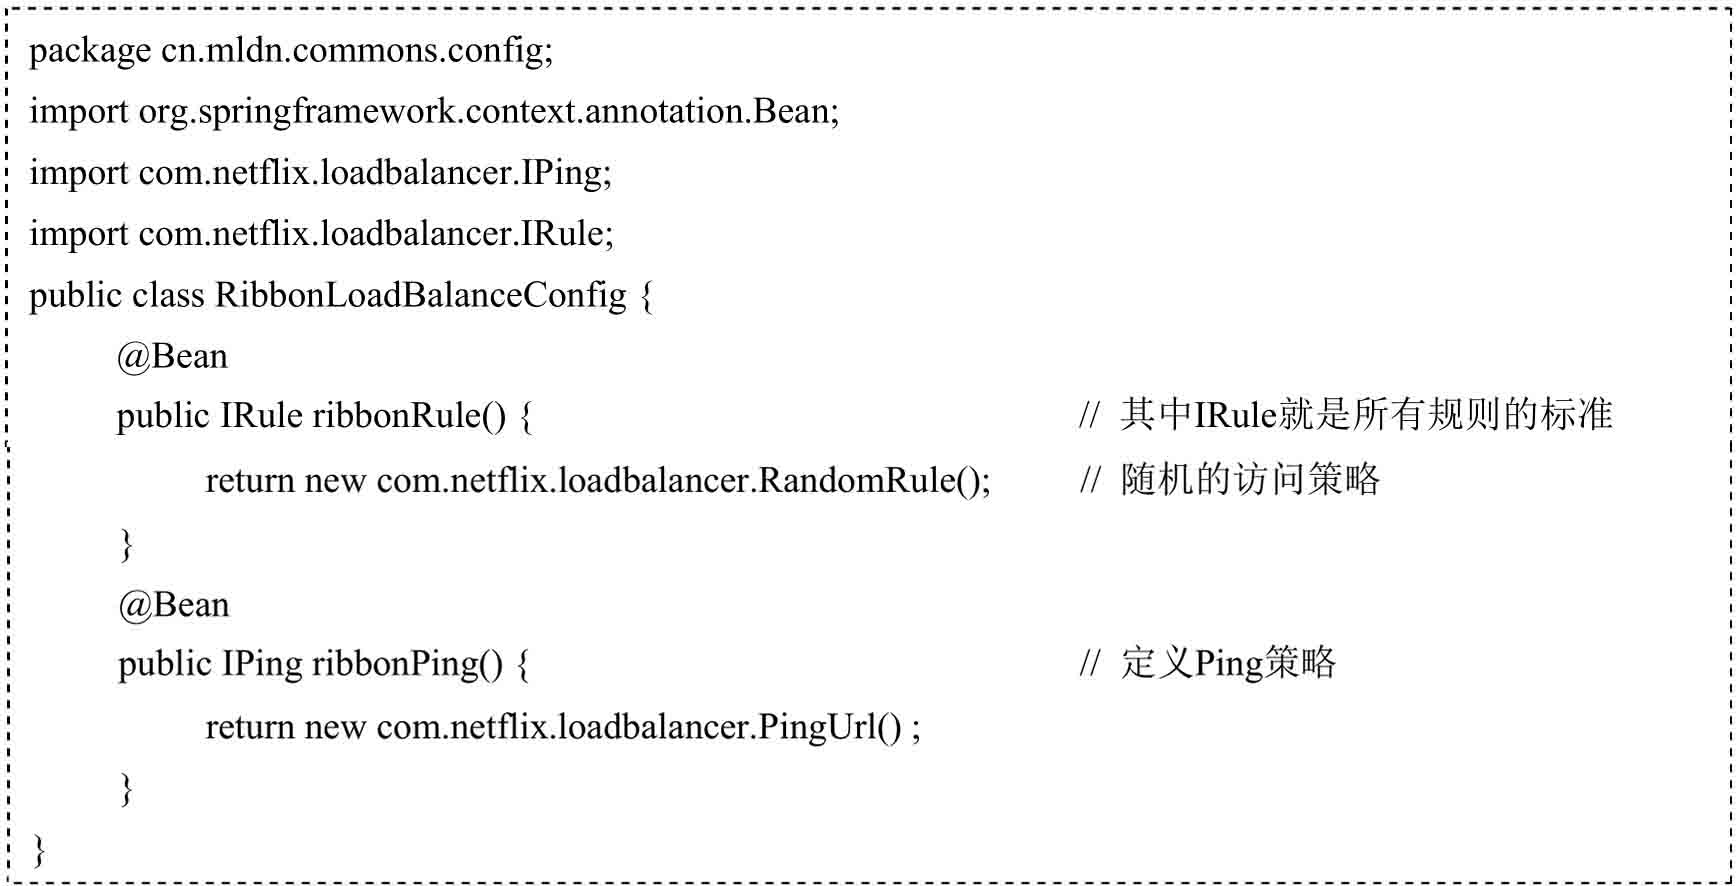 package cn.mldn.commons.config;
import org.springframework.context.annotation.Bean;
import com.netflix.loadbalancer.IPing;
import com.netflix.loadbalancer.IRule;
public class RibbonLoadBalanceConfig {
@Bean
public IRule ribbonRule() { // 其中IRule就是所有规则的标准
return new com.netflix.loadbalancer.RandomRule(); // 随机的访问策略
}
@Bean
public IPing ribbonPing() { // 定义Ping策略
return new com.netflix.loadbalancer.PingUrl() ;
}
}